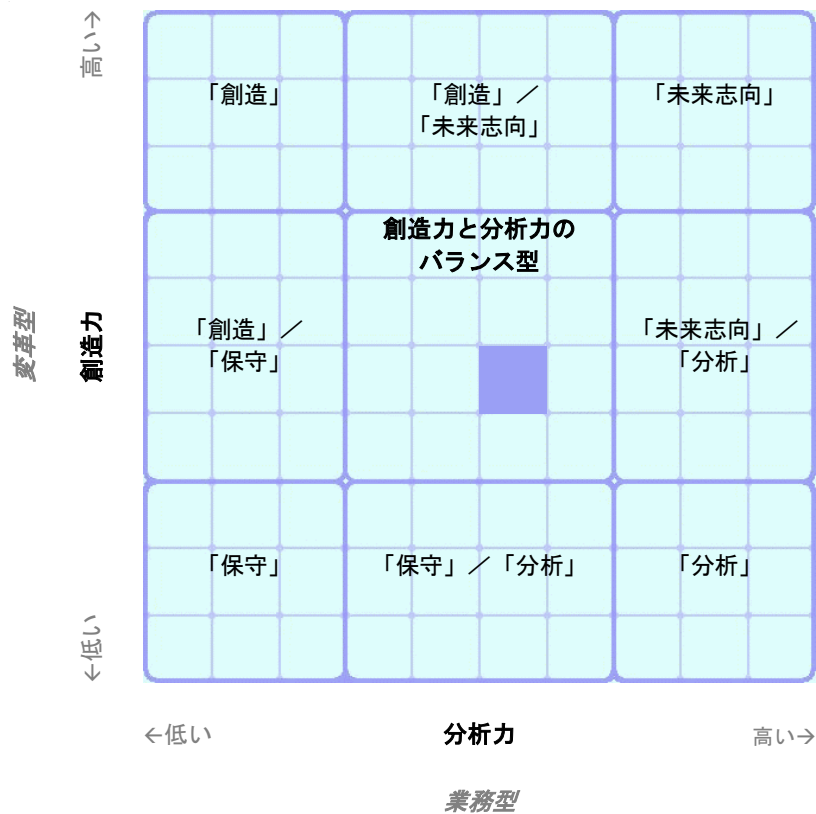 高い→
「創造」
「創造」／
「未来志向」
「未来志向」
創造力と分析力の
バランス型
「創造」／
「保守」
「未来志向」／
「分析」
変革型
創造力
「保守」
「保守」／「分析」
「分析」
←低い
←低い
分析力
高い→
業務型